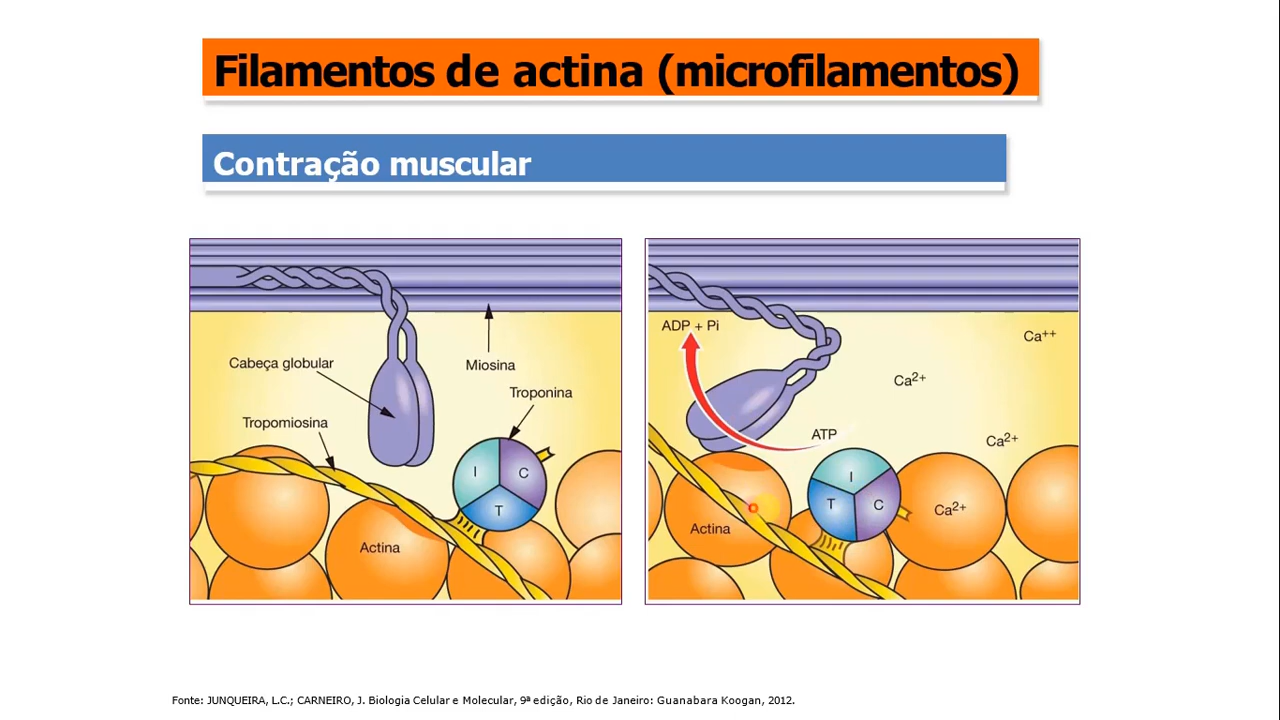 Filamentos de actina (microfilamentos)
Contração muscular
Cabeça globular
Miosina
Troponina
Tropomiosina
I
C
T
Actina
ADP + Pi
Ca⁺⁺
Ca²⁺
ATP
Ca²⁺
I
T
C
Ca²⁺
Actina
Fonte: JUNQUEIRA, L.C.; CARNEIRO, J. Biologia Celular e Molecular, 9ª edição, Rio de Janeiro: Guanabara Koogan, 2012.